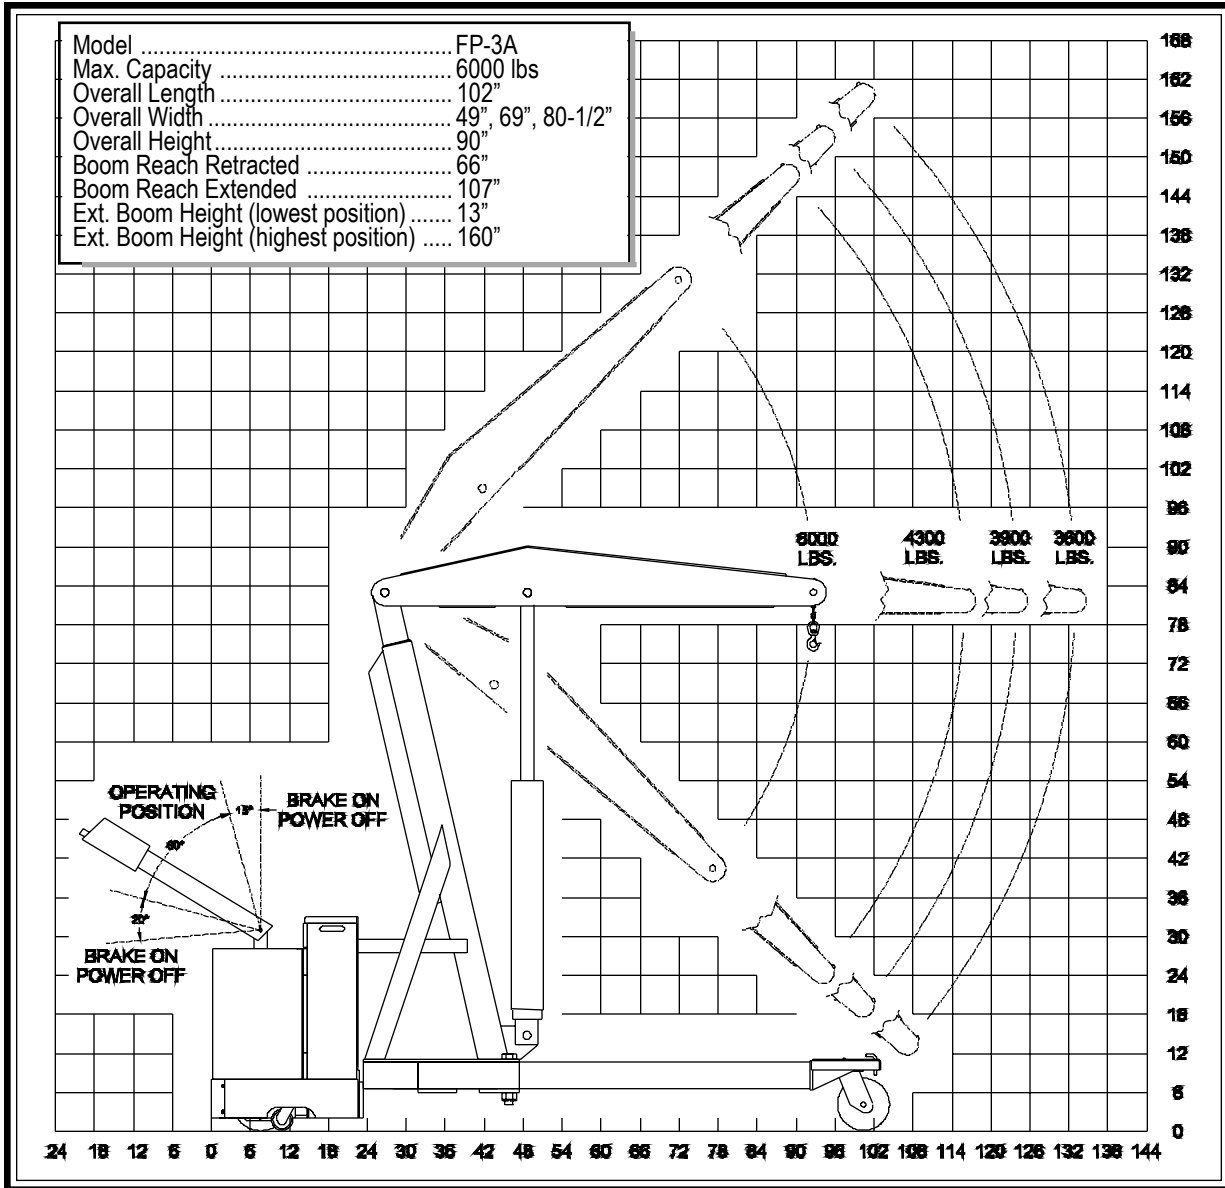 Model ................................................... FP-3A
Max. Capacity ...................................... 6000 lbs
Overall Length ...................................... 102”
Overall Width ........................................ 49”, 69”, 80-1/2”
Overall Height ....................................... 90”
Boom Reach Retracted ........................ 66”
Boom Reach Extended ........................ 107”
Ext. Boom Height (lowest position) ....... 13”
Ext. Boom Height (highest position) ..... 160”
168
162
156
150
144
138
132
126
120
114
108
102
96
90
84
78
72
66
60
54
48
42
36
30
24
18
12
6
0
6000
LBS.
4300
LBS.
3900
LBS.
3600
LBS.
OPERATING
POSITION
15°
BRAKE ON
POWER OFF
60°
20°
BRAKE ON
POWER OFF
24 18 12 6 0 6 12 18 24 30 36 42 48 54 60 66 72 78 84 90 96 102 108 114 120 126 132 138 144